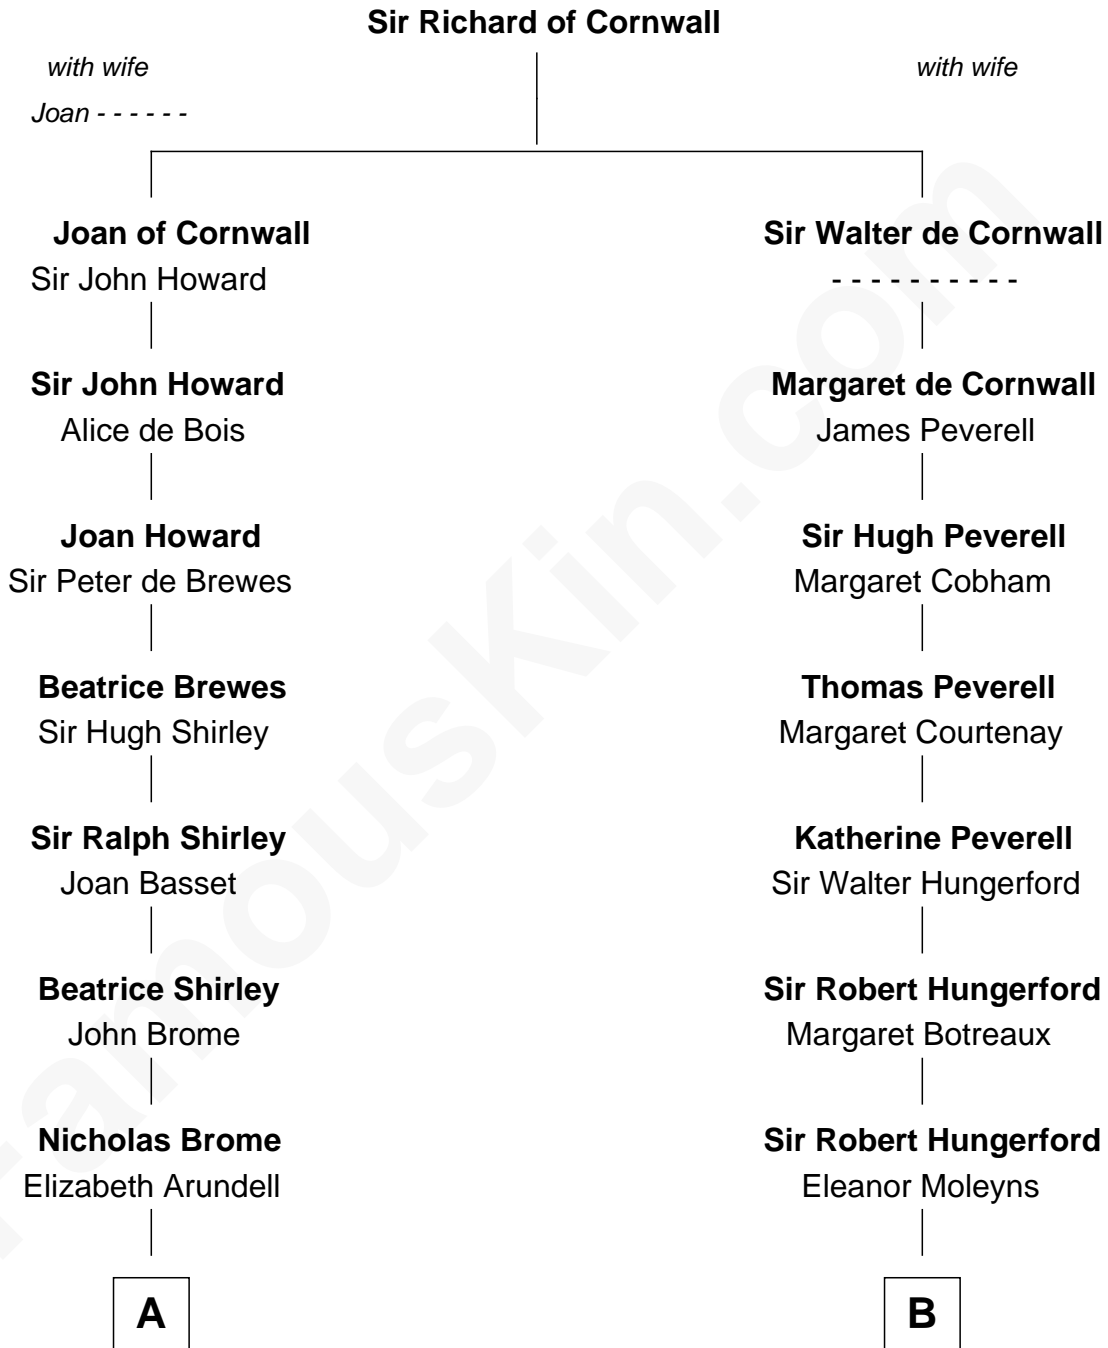 Sir Richard of Cornwall
with wife
with wife
Joan - - - - - -
Joan of Cornwall
Sir John Howard
Sir Walter de Cornwall
- - - - - - - - - -
Sir John Howard
Alice de Bois
Margaret de Cornwall
James Peverell
Joan Howard
Sir Peter de Brewes
Sir Hugh Peverell
Margaret Cobham
Beatrice Brewes
Sir Hugh Shirley
Thomas Peverell
Margaret Courtenay
Sir Ralph Shirley
Joan Basset
Katherine Peverell
Sir Walter Hungerford
Beatrice Shirley
John Brome
Sir Robert Hungerford
Margaret Botreaux
Nicholas Brome
Elizabeth Arundell
Sir Robert Hungerford
Eleanor Moleyns
A
B
FamousKin.com